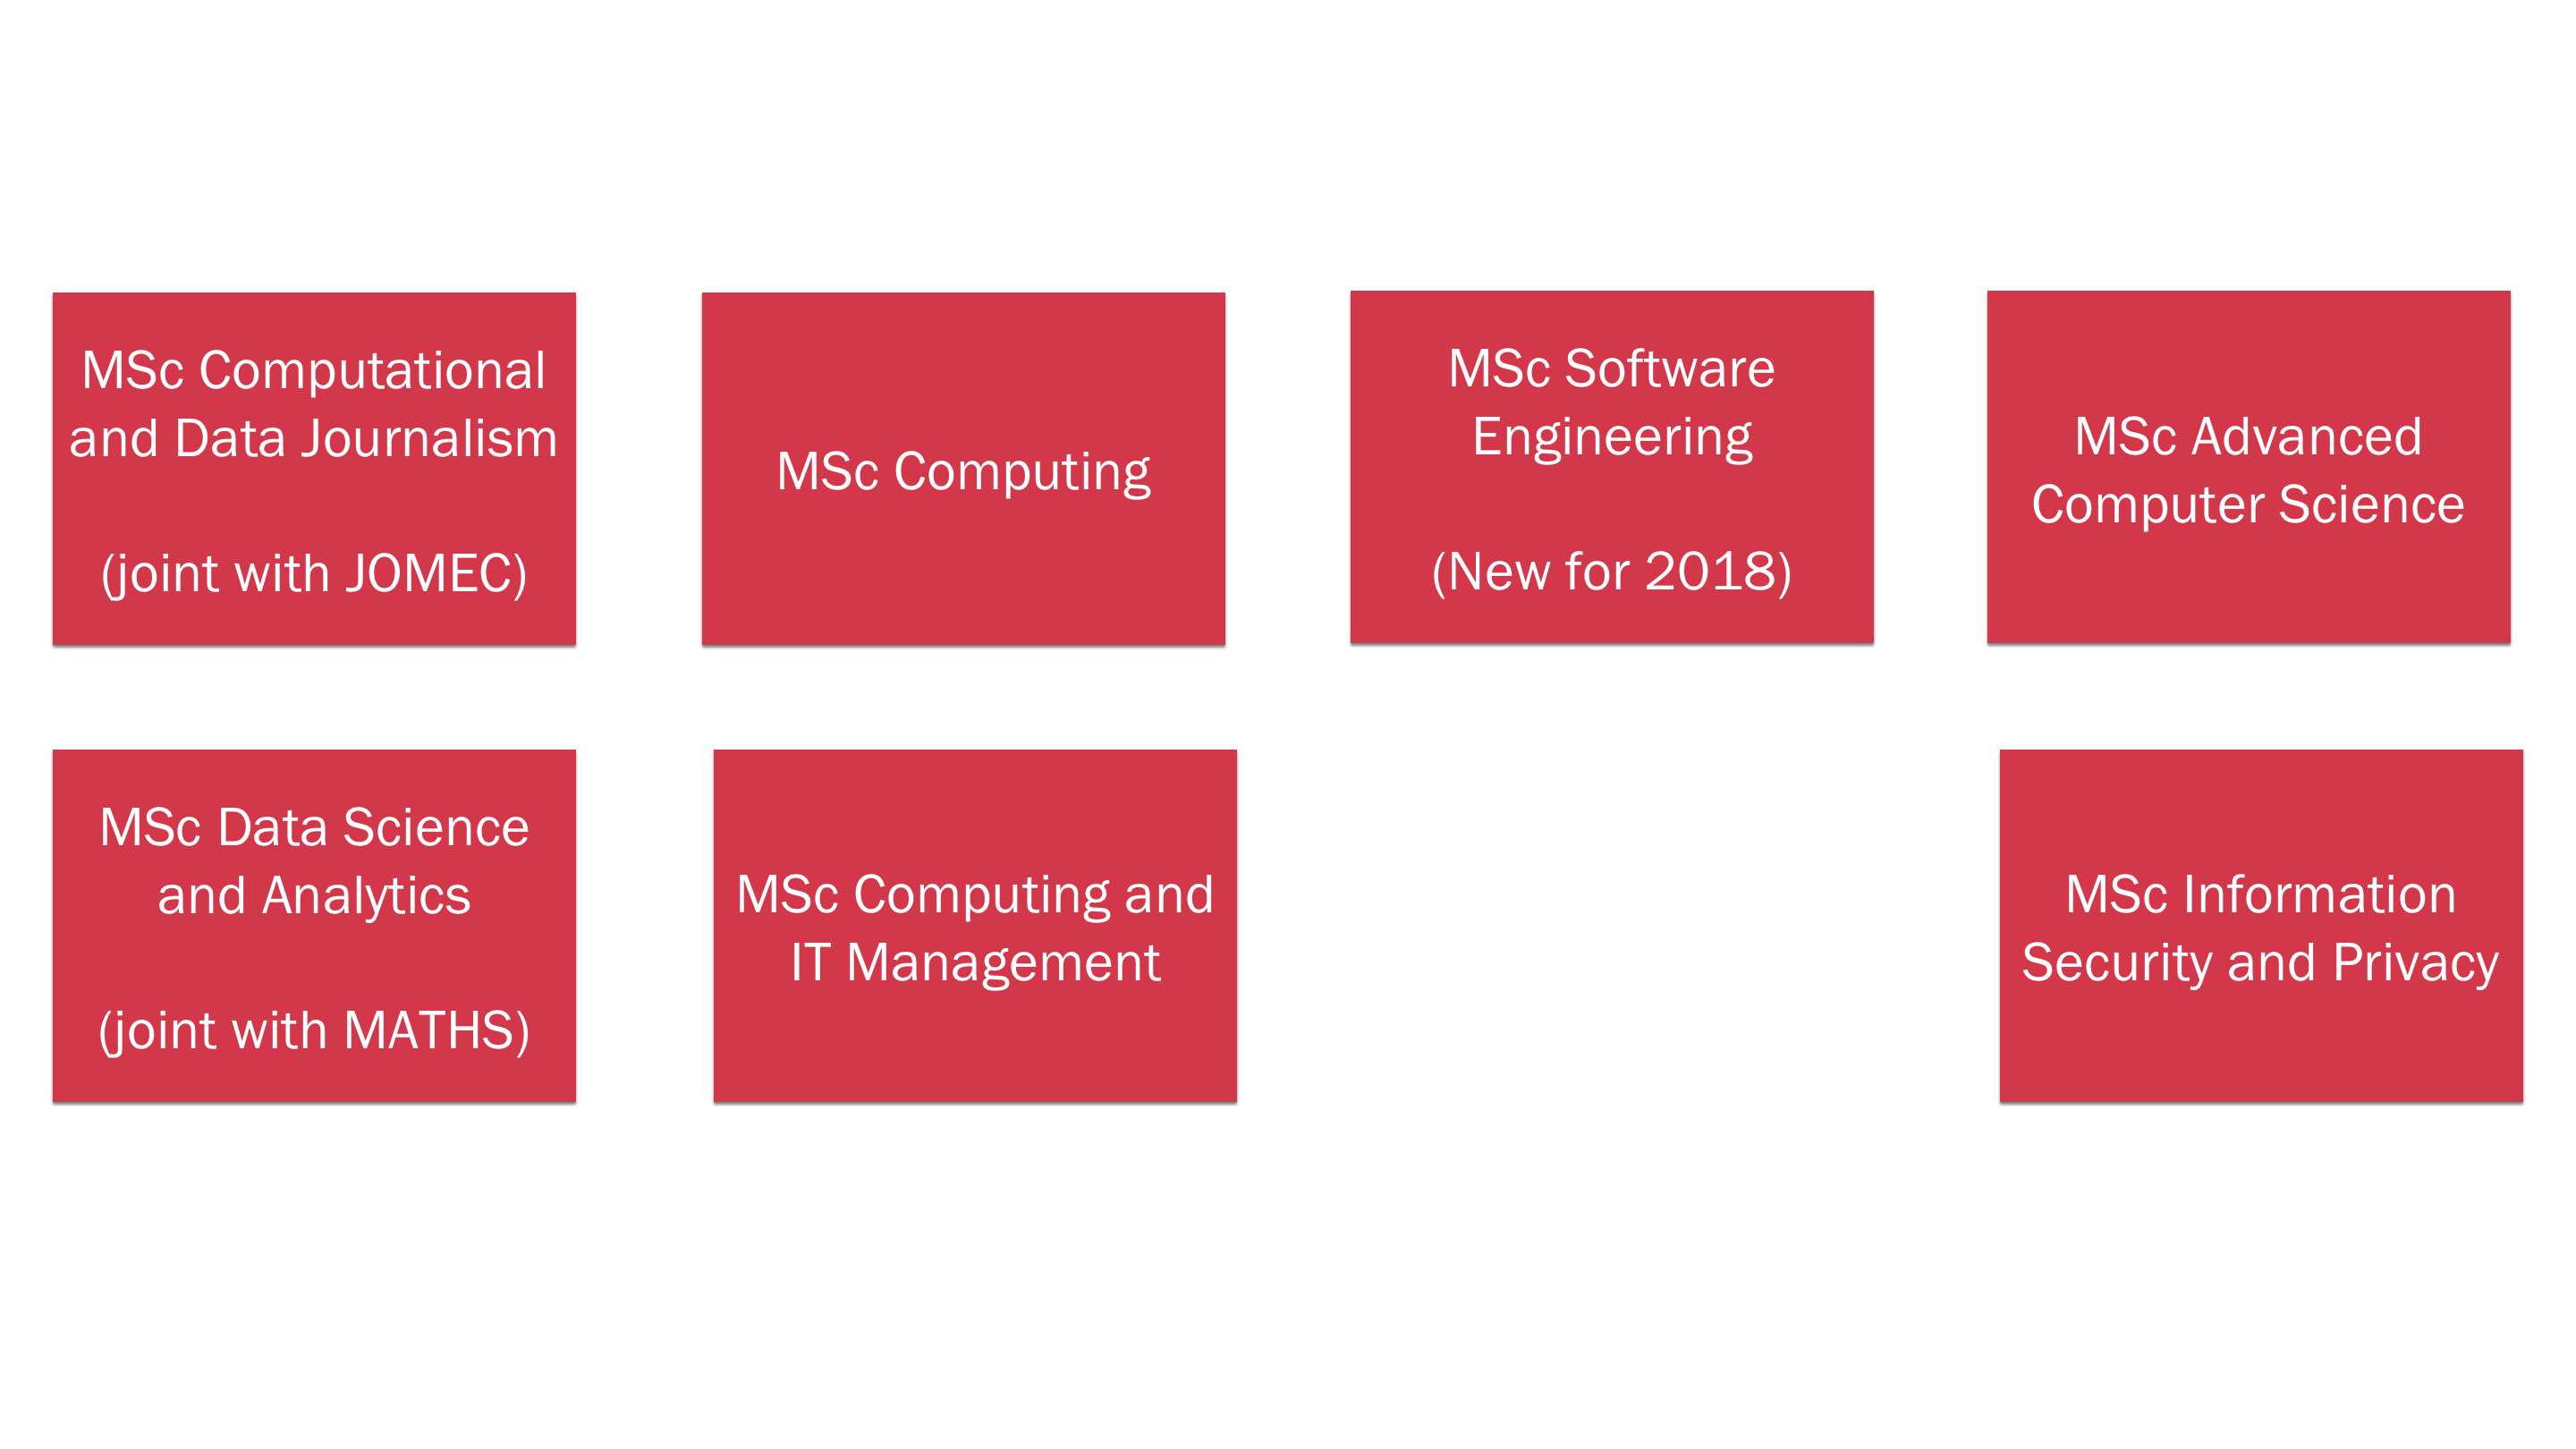 MSc Computational
and Data Journalism
(joint with JOMEC)
MSc Computing
MSc Software
Engineering
(New for 2018)
MSc Advanced
Computer Science
MSc Data Science
and Analytics
(joint with MATHS)
MSc Computing and
IT Management
MSc Information
Security and Privacy